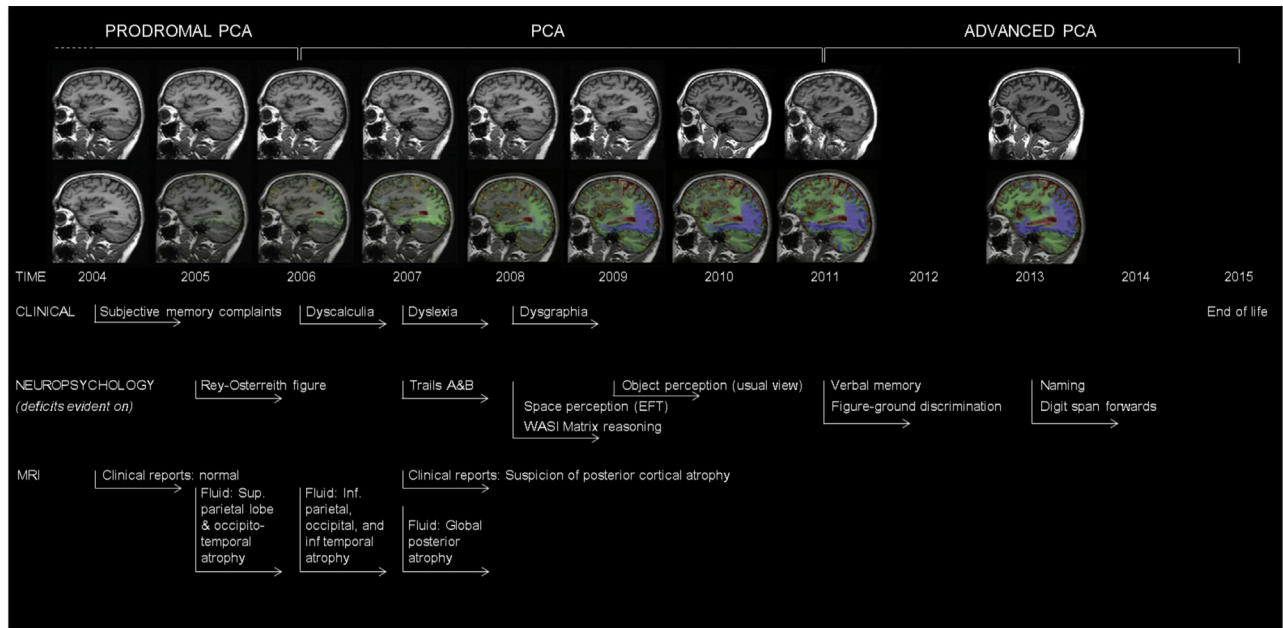 PRODROMAL PCA PCA ADVANCED PCA
TIME 2004 2005 2006 2007 2008 2009 2010 2011 2012 2013 2014 2015
CLINICAL Subjective memory complaints Dyscalculia Dyslexia Dysgraphia End of life
NEUROPSYCHOLOGY
(deficits evident on)
Rey-Osterreith figure
Trails A&B
Space perception (EFT)
WASI Matrix reasoning
Object perception (usual view)
Verbal memory
Figure-ground discrimination
Naming
Digit span forwards
MRI
Clinical reports: normal
Fluid: Sup.
parietal lobe
& occipito-
temporal
atrophy
Fluid: Inf.
parietal,
occipital, and
inf temporal
atrophy
Clinical reports: Suspicion of posterior cortical atrophy
Fluid: Global
posterior
atrophy